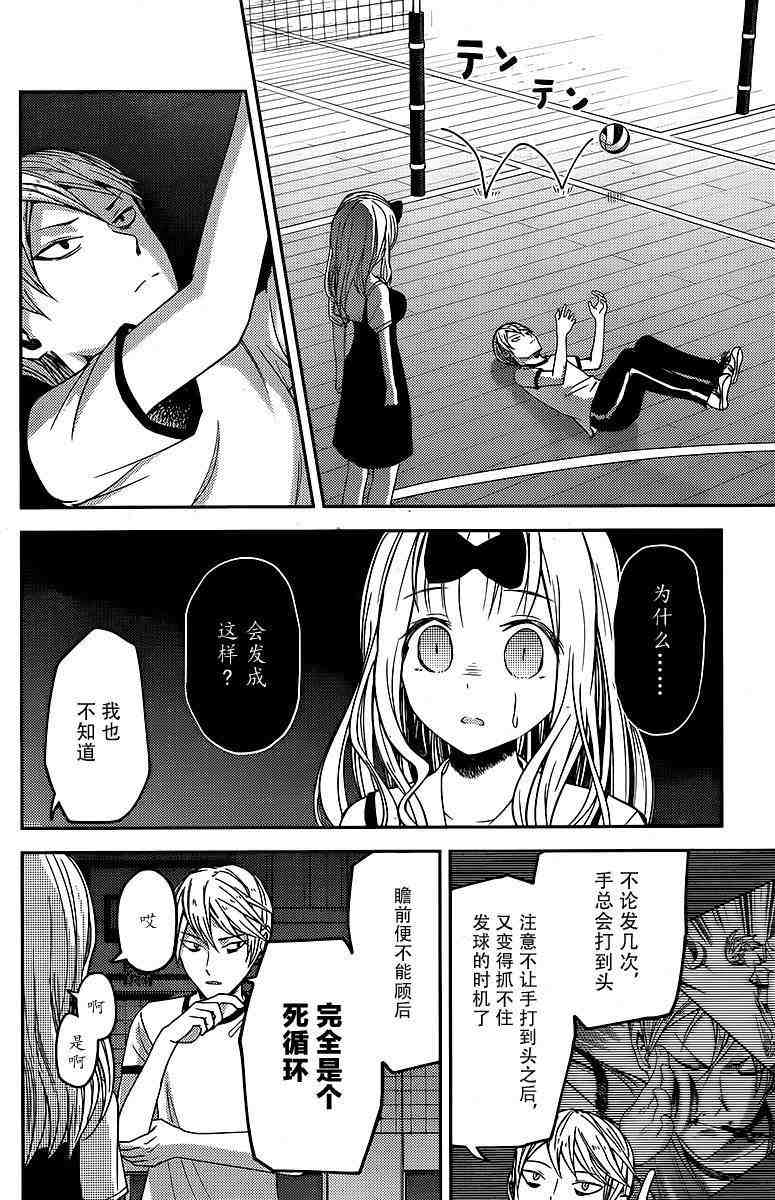 テン
テン
为什么……
会发成
这样？
我也
不知道
不论发几次，
手总会打到头
注意不让手打到头之后，
又变得抓不住
发球的时机了
瞻前便不能顾后
完全是个
死循环
哎
啊
是啊